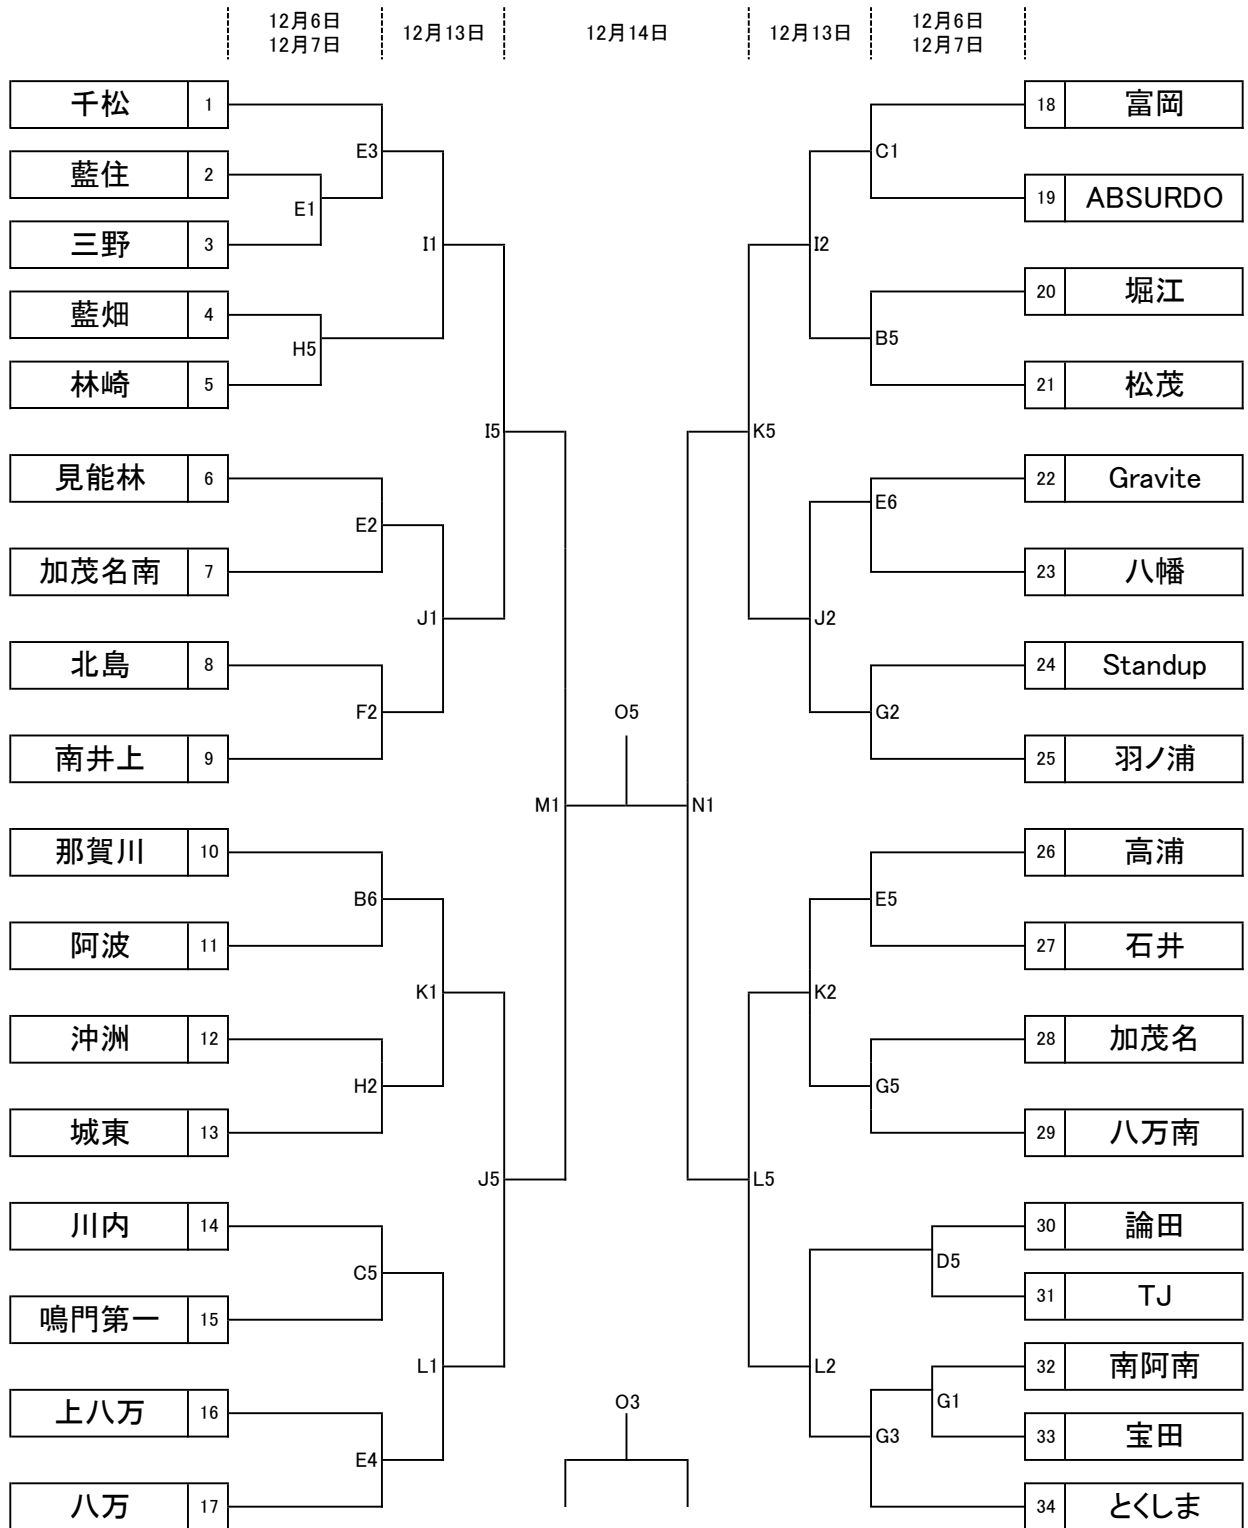 12月6日
12月7日
12月13日
12月14日
12月13日
12月6日
12月7日
千松 1
藍住 2
三野 3
藍畑 4
林崎 5
見能林 6
加茂名南 7
北島 8
南井上 9
那賀川 10
阿波 11
沖洲 12
城東 13
川内 14
鳴門第一 15
上八万 16
八万 17
E3
E1
I1
H5
I5
E2
J1
F2
M1
B6
K1
H2
J5
C5
L1
E4
O5
O3
C1
I2
B5
K5
E6
J2
G2
N1
E5
K2
G5
L5
D5
L2
G1
G3
18 富岡
19 ABSURDO
20 堀江
21 松茂
22 Gravite
23 八幡
24 Standup
25 羽ノ浦
26 高浦
27 石井
28 加茂名
29 八万南
30 論田
31 TJ
32 南阿南
33 宝田
34 とくしま